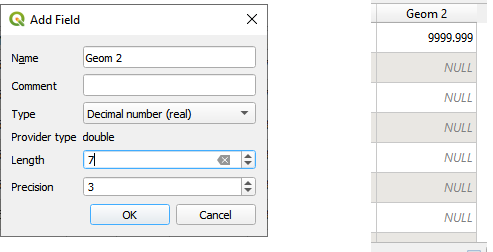 Add Field
Name Geom 2
Comment
Type Decimal number (real)
Provider type double
Length 7
Precision 3
OK Cancel
Geom 2
9999.999
NULL
NULL
NULL
NULL
NULL
NULL